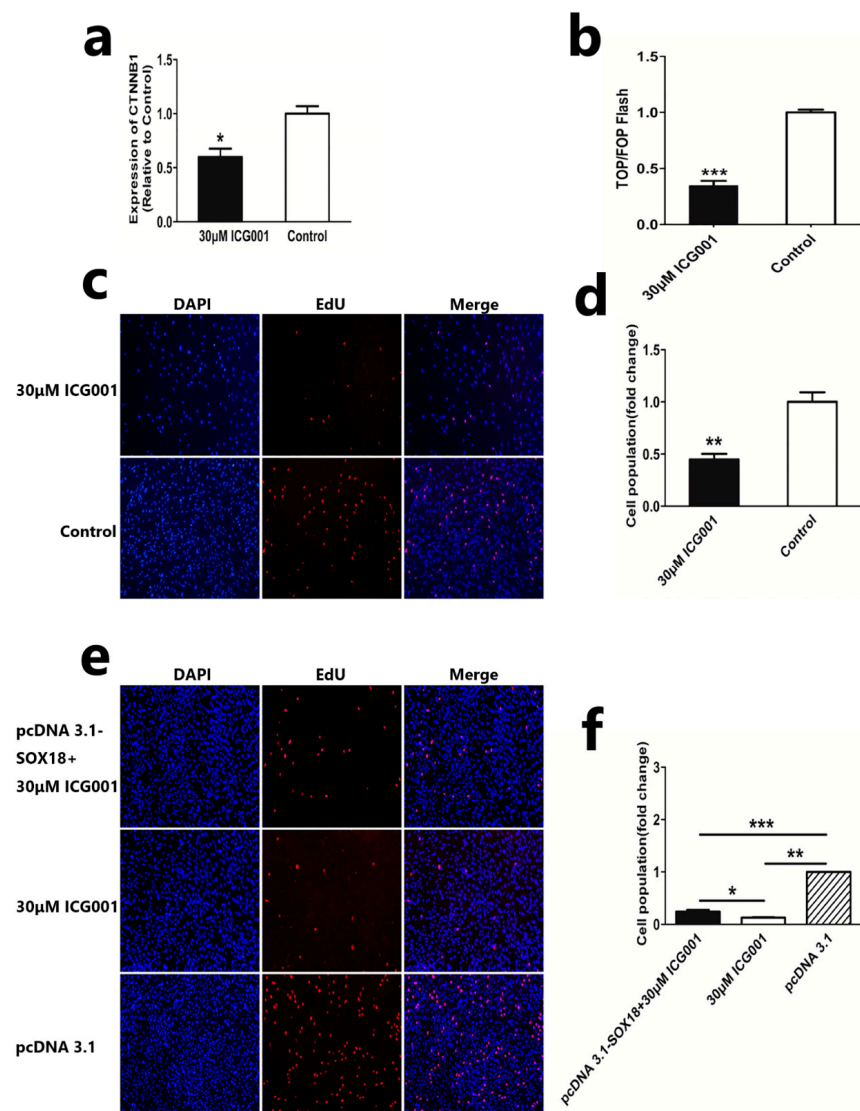 a
Expression of CTNNB1
(Relative to Control)
1.5
1.0
0.5
0.0
*
30μM ICG001
Control
b
TOP/FOP Flash
1.5
1.0
0.5
0.0
***
30μM ICG001
Control
c
DAPI
EdU
Merge
30μM ICG001
Control
d
Cell population(fold change)
1.5
1.0
0.5
0.0
**
30μM ICG001
Control
e
DAPI
EdU
Merge
pcDNA 3.1-
SOX18+
30μM ICG001
30μM ICG001
pcDNA 3.1
f
Cell population(fold change)
3
2
1
0
***
**
*
pcDNA 3.1-SOX18+30μM ICG001
30μM ICG001
pcDNA 3.1